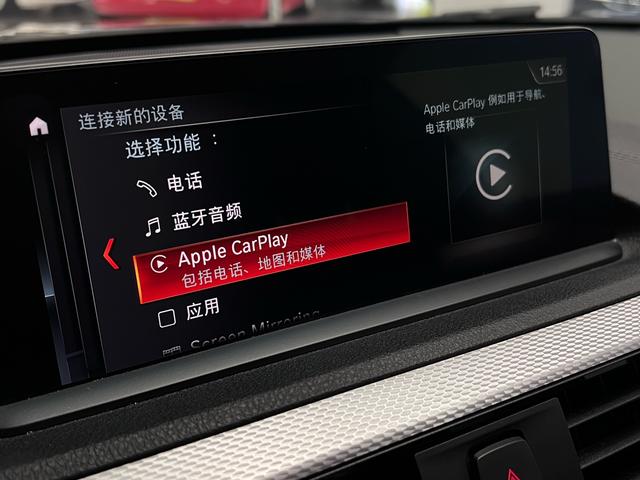 14:56
连接新的设备
选择功能：
电话
蓝牙音频
Apple CarPlay
包括电话、地图和媒体
应用
Screen Mirroring
Apple CarPlay 例如用于导航、
电话和媒体